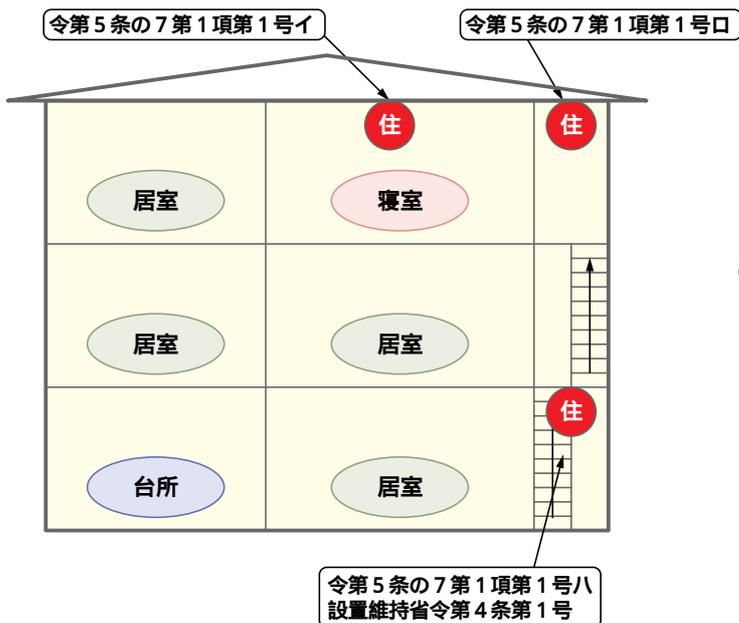 令第５条の７第１項第１号イ
令第５条の７第１項第１号ロ
住
住
居室
寝室
居室
居室
住
台所
居室
令第５条の７第１項第１号ハ
設置維持省令第４条第１号